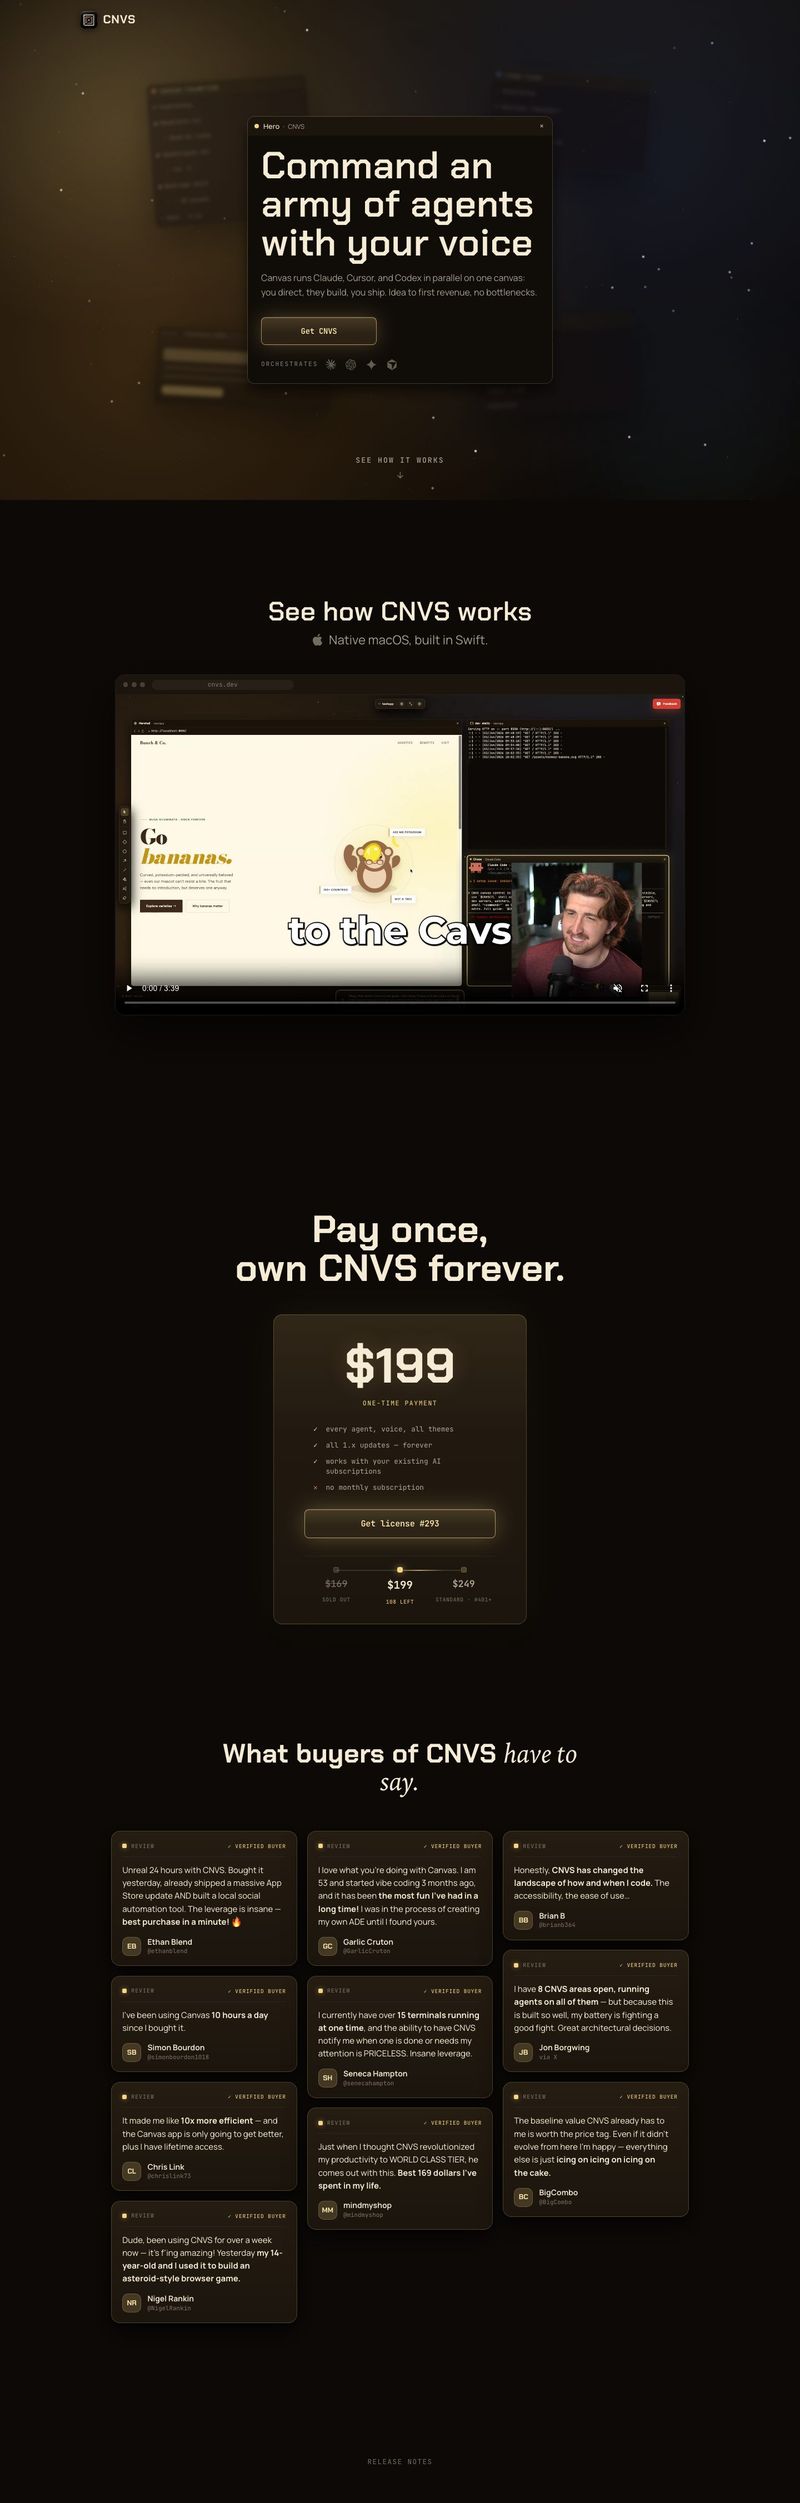 CNVS
Hero · CNVS
×
Command an
army of agents
with your voice
Canvas runs Claude, Cursor, and Codex in parallel on one canvas:
you direct, they build, you ship. Idea to first revenue, no bottlenecks.
Get CNVS
ORCHESTRATES
SEE HOW IT WORKS
↓
See how CNVS works
Native macOS, built in Swift.
cnvs.dev
Feedback
Bunch & Co.
Go
bananas.
Curved, potassium-packed, and universally beloved
Explore varieties →
Why bananas matter
to the Cavs
0:00 / 3:39
Pay once,
own CNVS forever.
$199
ONE-TIME PAYMENT
✓ every agent, voice, all themes
✓ all 1.x updates — forever
✓ works with your existing AI
subscriptions
× no monthly subscription
Get license #293
$169
$199
$249
SOLD OUT
108 LEFT
STANDARD · #401+
What buyers of CNVS have to
say.
REVIEW
✓ VERIFIED BUYER
Unreal 24 hours with CNVS. Bought it
yesterday, already shipped a massive App
Store update AND built a local social
automation tool. The leverage is insane —
best purchase in a minute! 🔥
EB
Ethan Blend
@ethanblend
REVIEW
✓ VERIFIED BUYER
I've been using Canvas 10 hours a day
since I bought it.
SB
Simon Bourdon
@simonbourdon1018
REVIEW
✓ VERIFIED BUYER
It made me like 10x more efficient — and
the Canvas app is only going to get better,
plus I have lifetime access.
CL
Chris Link
@chrislink73
REVIEW
✓ VERIFIED BUYER
Dude, been using CNVS for over a week
now — it's f'ing amazing! Yesterday my 14-
year-old and I used it to build an
asteroid-style browser game.
NR
Nigel Rankin
@NigelRankin
REVIEW
✓ VERIFIED BUYER
I love what you're doing with Canvas. I am
53 and started vibe coding 3 months ago,
and it has been the most fun I've had in a
long time! I was in the process of creating
my own ADE until I found yours.
GC
Garlic Cruton
@GarlicCruton
REVIEW
✓ VERIFIED BUYER
I currently have over 15 terminals running
at one time, and the ability to have CNVS
notify me when one is done or needs my
attention is PRICELESS. Insane leverage.
SH
Seneca Hampton
@senecahampton
REVIEW
✓ VERIFIED BUYER
Just when I thought CNVS revolutionized
my productivity to WORLD CLASS TIER, he
comes out with this. Best 169 dollars I've
spent in my life.
MM
mindmyshop
@mindmyshop
REVIEW
✓ VERIFIED BUYER
Honestly, CNVS has changed the
landscape of how and when I code. The
accessibility, the ease of use…
BB
Brian B
@brianb364
REVIEW
✓ VERIFIED BUYER
I have 8 CNVS areas open, running
agents on all of them — but because this
is built so well, my battery is fighting a
good fight. Great architectural decisions.
JB
Jon Borgwing
via X
REVIEW
✓ VERIFIED BUYER
The baseline value CNVS already has to
me is worth the price tag. Even if it didn't
evolve from here I'm happy — everything
else is just icing on icing on icing on
the cake.
BC
BigCombo
@BigCombo
RELEASE NOTES